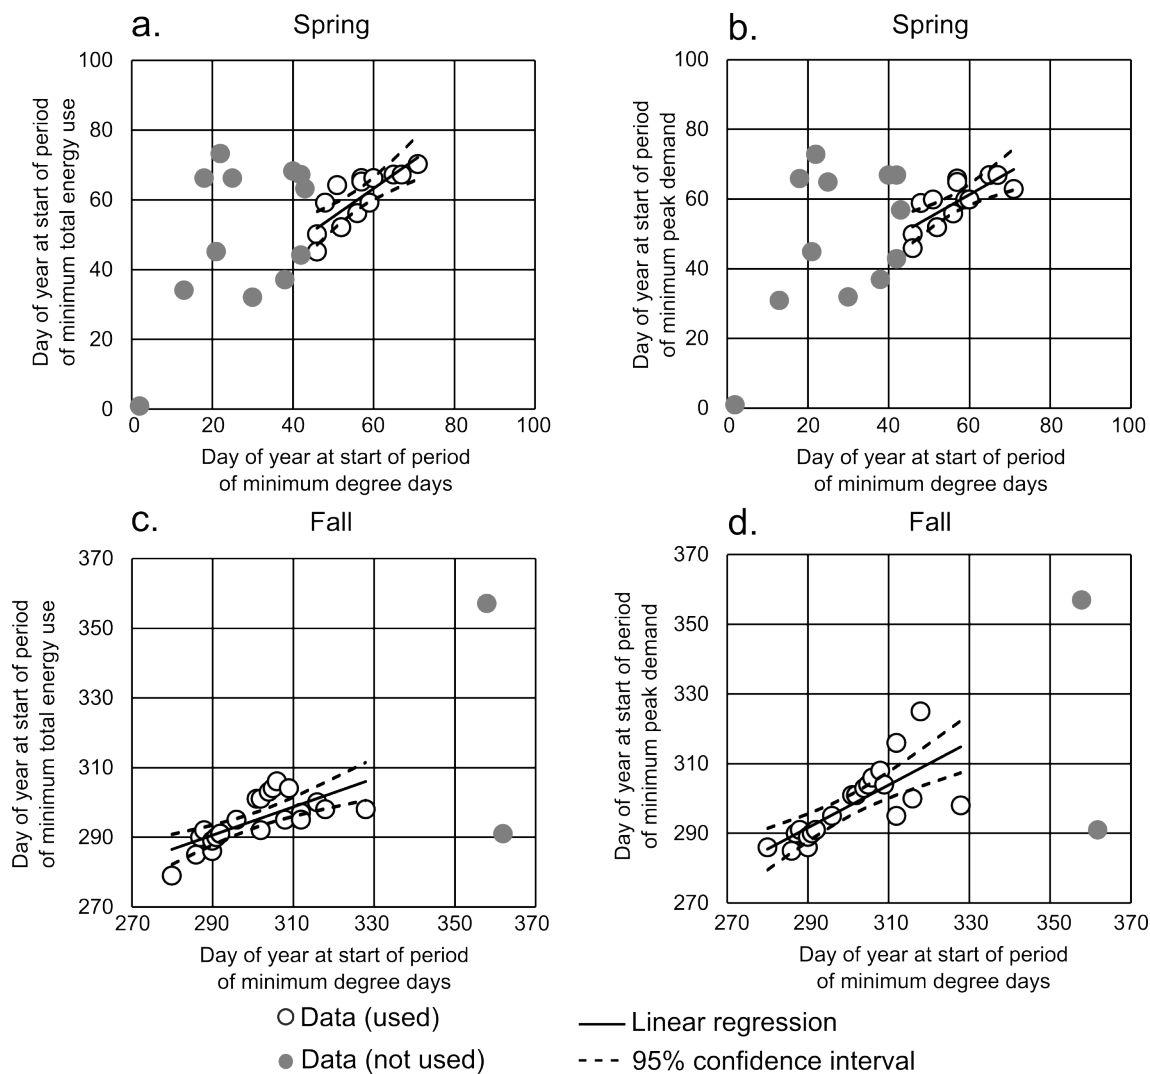 a.
Spring
Day of year at start of period
of minimum total energy use
100
80
60
40
20
0
0 20 40 60 80 100
Day of year at start of period
of minimum degree days
b.
Spring
Day of year at start of period
of minimum peak demand
100
80
60
40
20
0
0 20 40 60 80 100
Day of year at start of period
of minimum degree days
c.
Fall
Day of year at start of period
of minimum total energy use
370
350
330
310
290
270
270 290 310 330 350 370
Day of year at start of period
of minimum degree days
d.
Fall
Day of year at start of period
of minimum peak demand
370
350
330
310
290
270
270 290 310 330 350 370
Day of year at start of period
of minimum degree days
Data (used)
Data (not used)
Linear regression
95% confidence interval